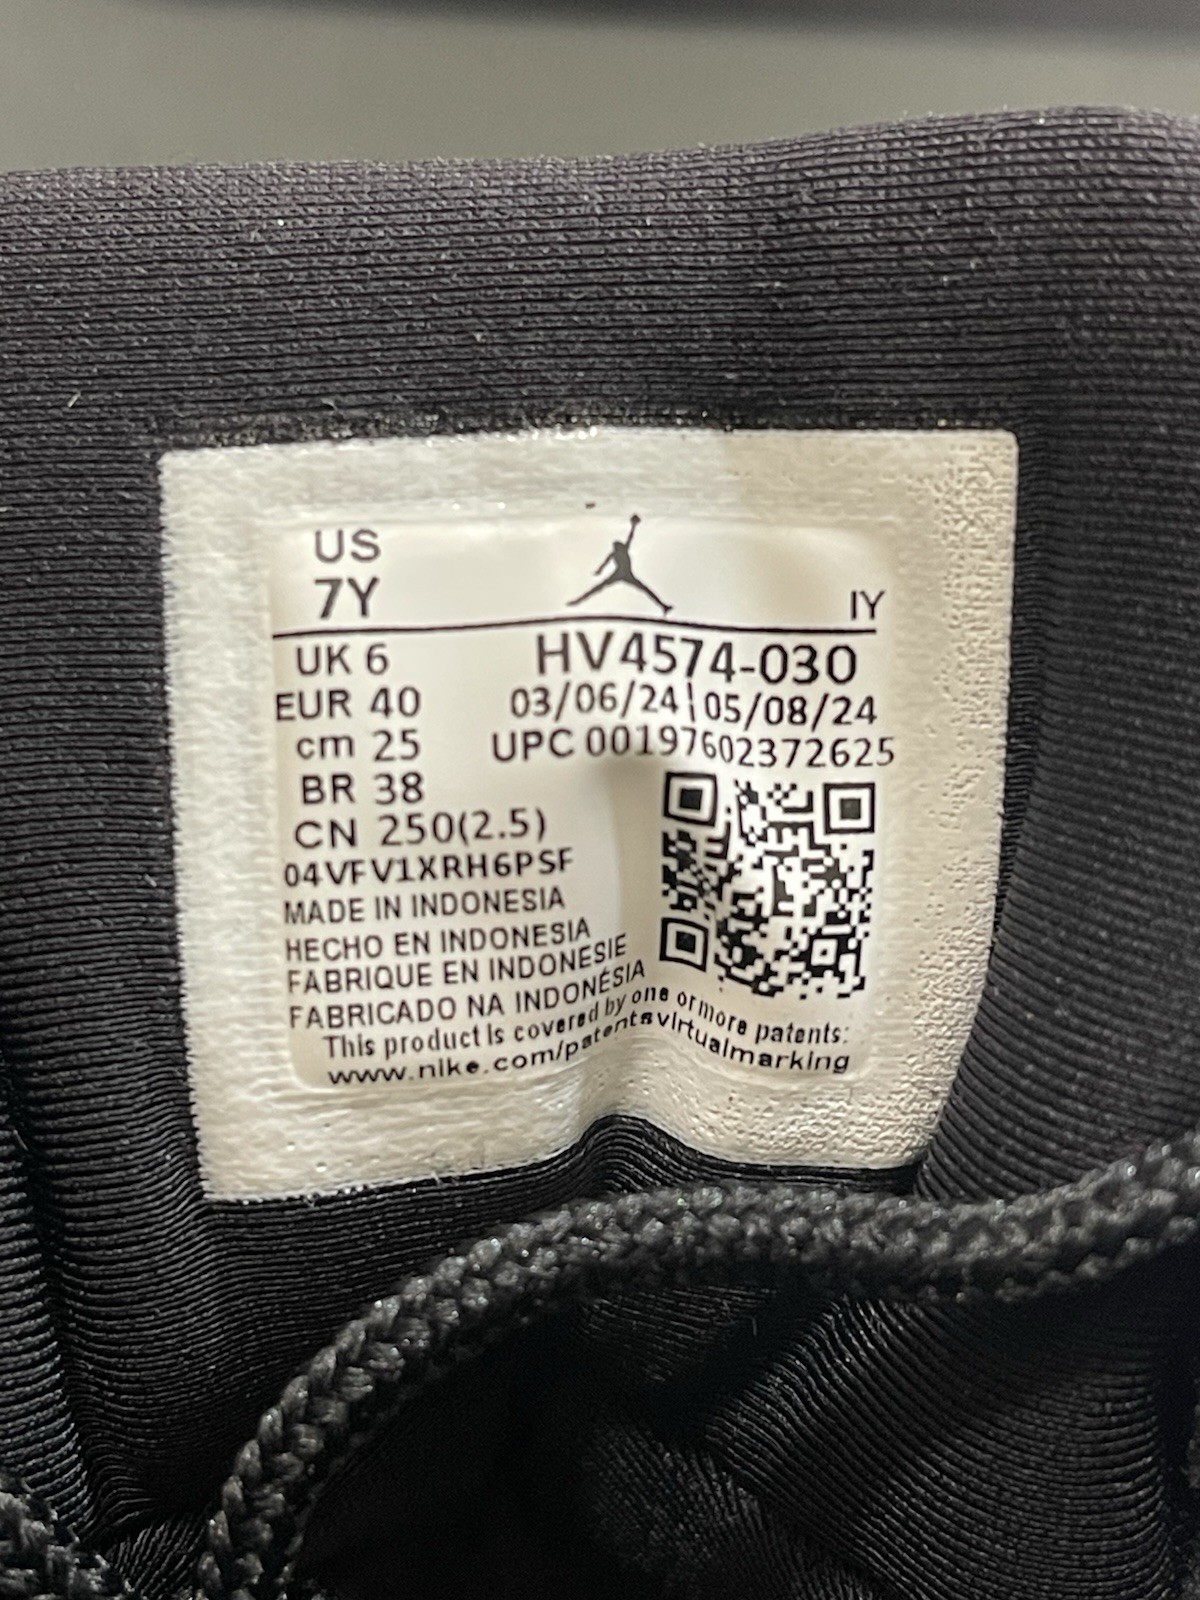 US
7Y
IY
UK 6 HV4574-030
EUR 40 03/06/24|05/08/24
cm 25 UPC 00197602372625
BR 38
CN 250(2.5)
04VFV1XRH6PSF
MADE IN INDONESIA
HECHO EN INDONESIA
FABRIQUE EN INDONESIE
FABRICADO NA INDONÉSIA
This product is covered by one or more patents:
www.nike.com/patentsvirtualmarking